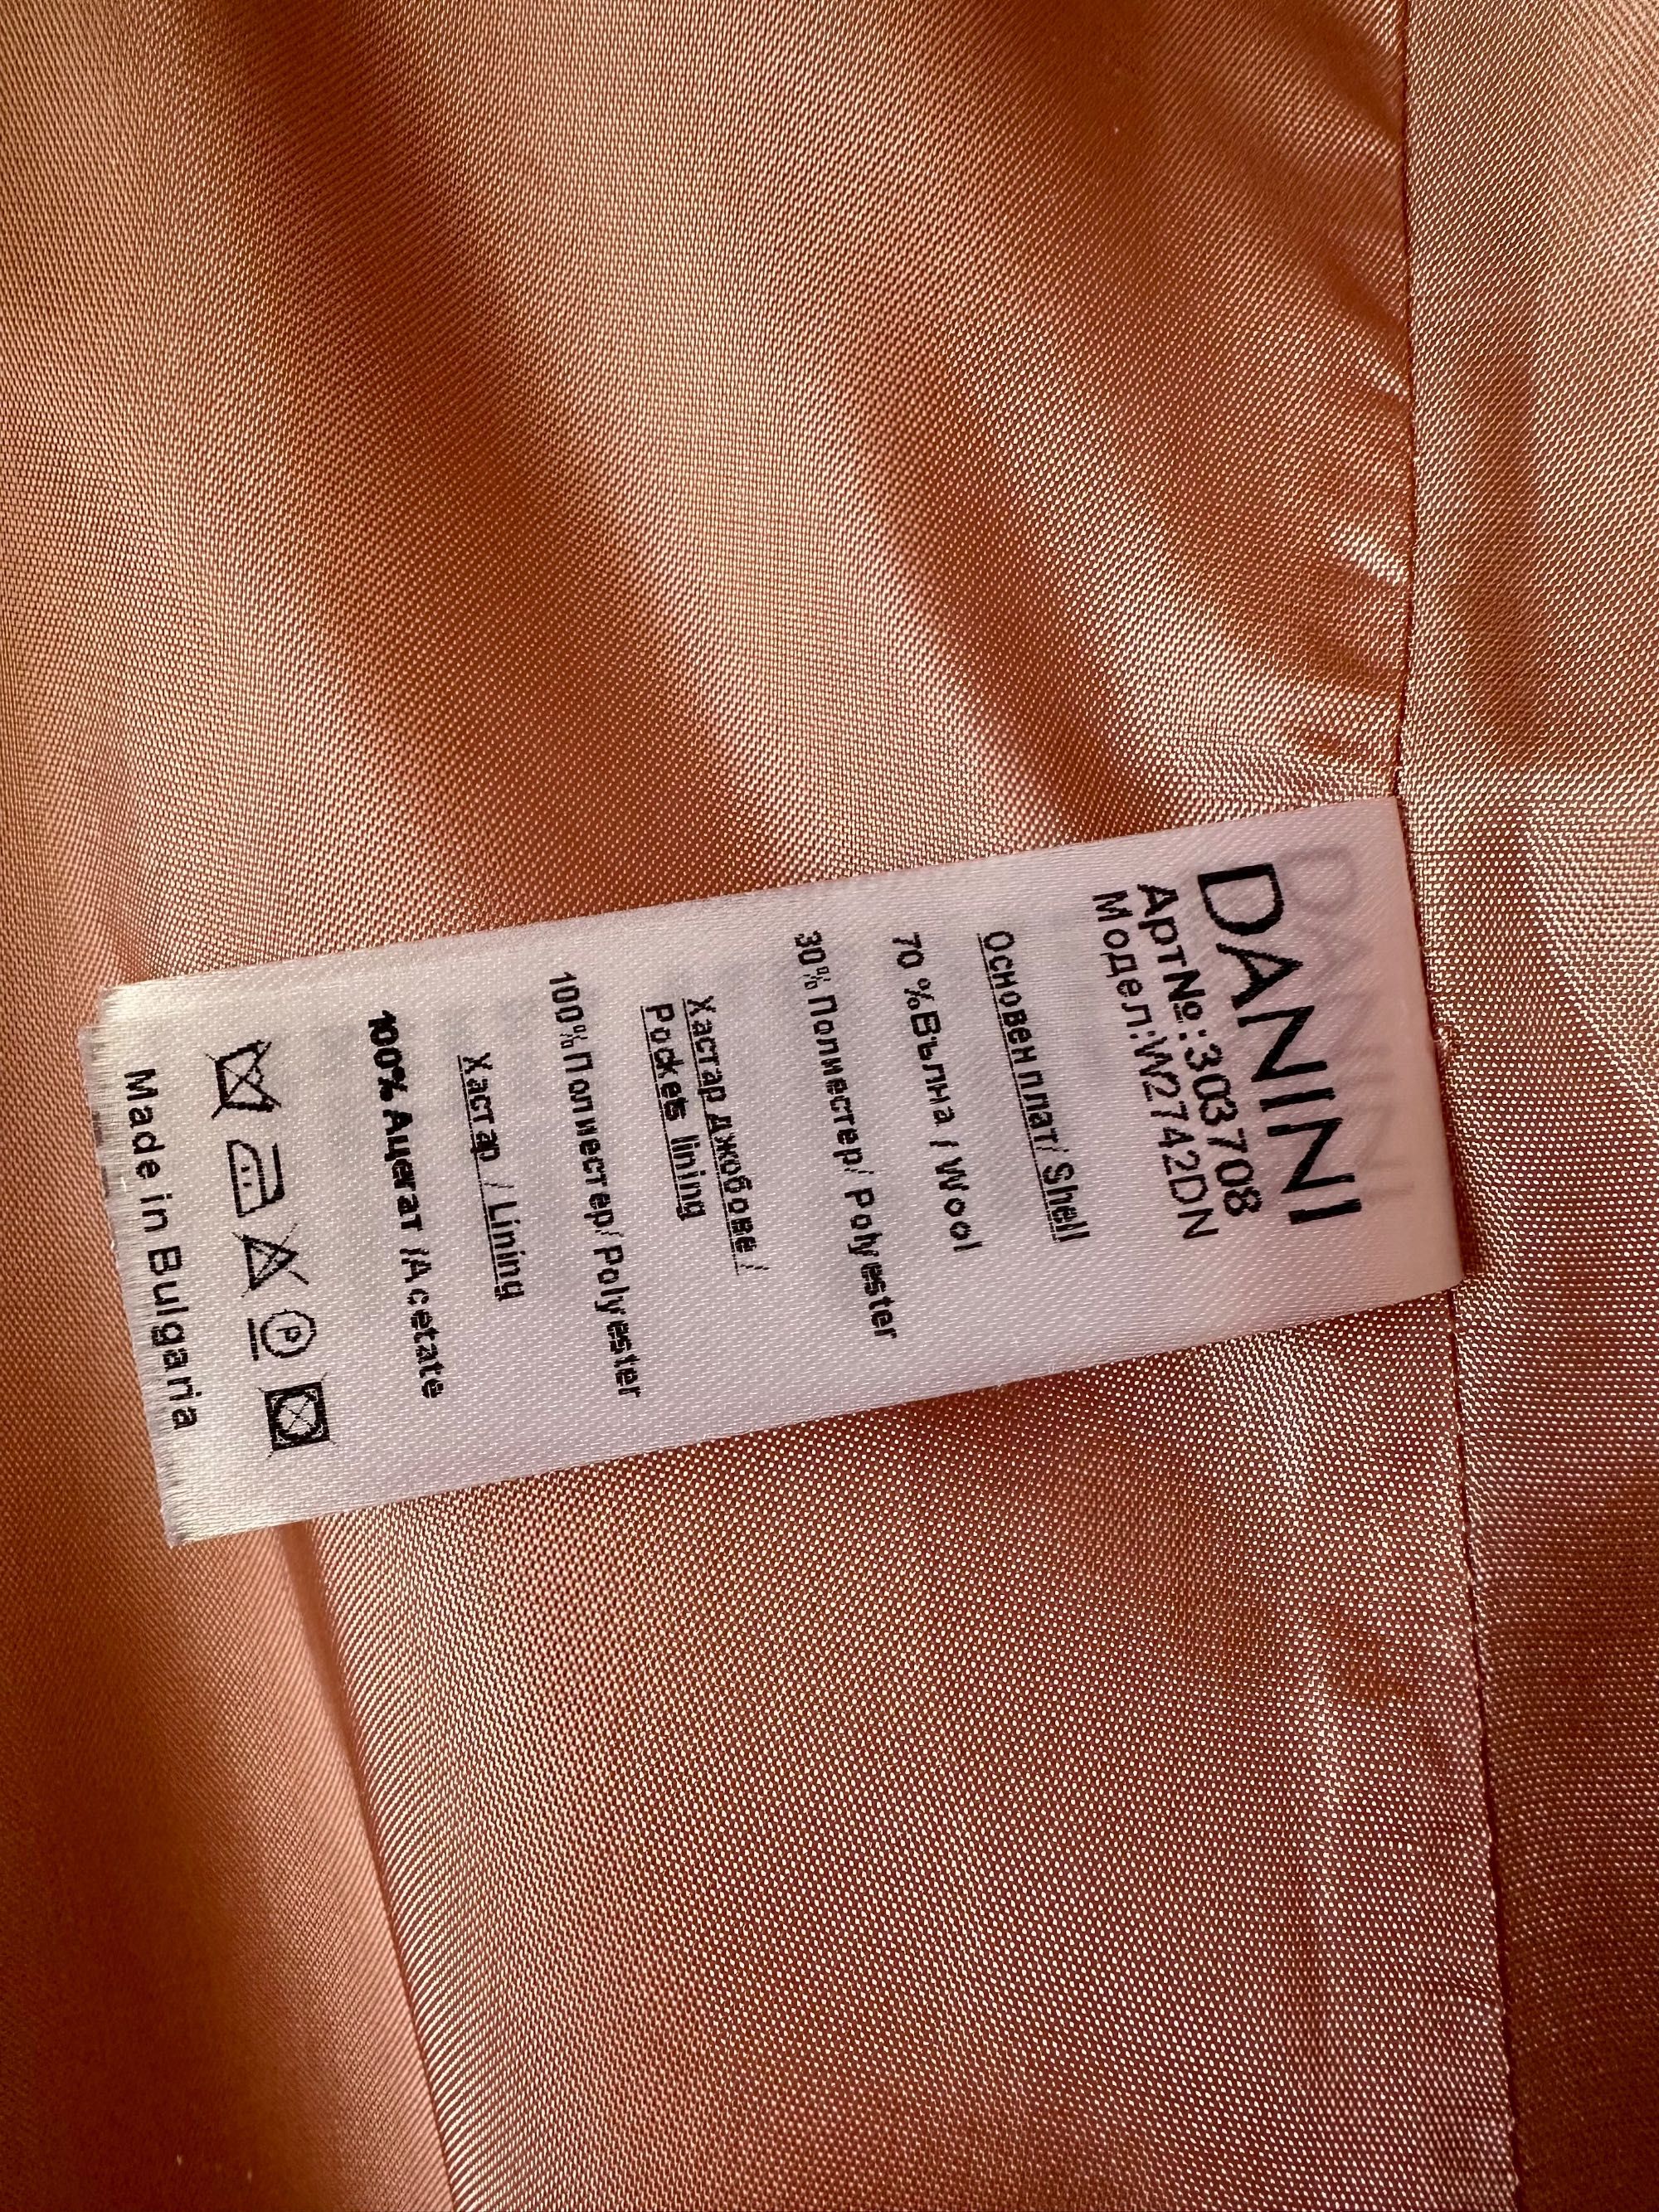 DANINI
Арт№:303708
Модел:W2742DN
Основен плат/ Shell
70 %Вълна / Wool
30%Полиестер/ Polyester
Хастар джобове /
Pockets lining
100%Полиестер/Polyester
Хастар / Lining
100% Ацетат /Acetate
P
Made in Bulgaria